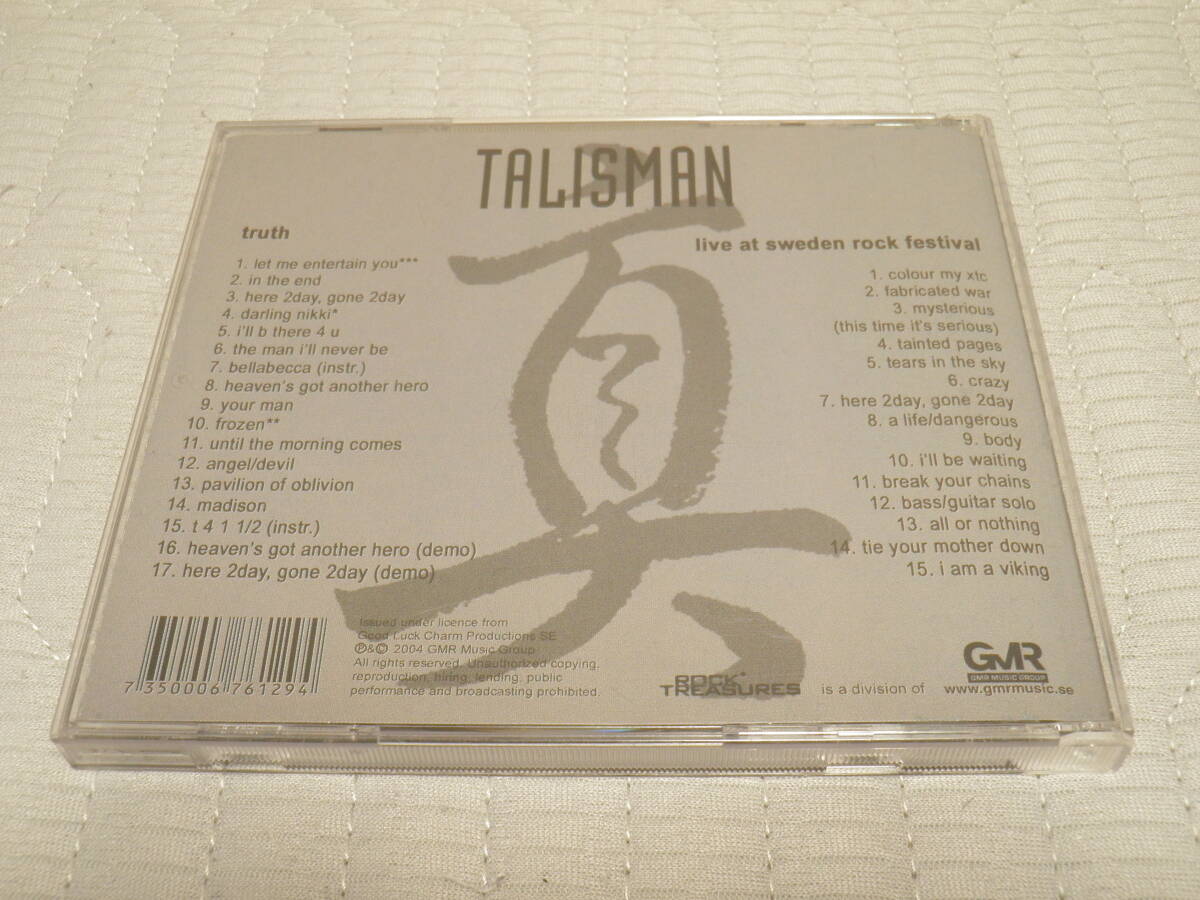 TALISMAN
truth
1. let me entertain you***
2. in the end
3. here 2day, gone 2day
4. darling nikki*
5. i'll b there 4 u
6. the man i'll never be
7. bellabecca (instr.)
8. heaven's got another hero
9. your man
10. frozen**
11. until the morning comes
12. angel/devil
13. pavilion of oblivion
14. madison
15. t 4 1 1/2 (instr.)
16. heaven's got another hero (demo)
17. here 2day, gone 2day (demo)
live at sweden rock festival
1. colour my xtc
2. fabricated war
3. mysterious
(this time it's serious)
4. tainted pages
5. tears in the sky
6. crazy
7. here 2day, gone 2day
8. a life/dangerous
9. body
10. i'll be waiting
11. break your chains
12. bass/guitar solo
13. all or nothing
14. tie your mother down
15. i am a viking
7 350006 761294
Issued under licence from
Good Luck Charm Productions SE
℗&© 2004 GMR Music Group
All rights reserved. Unauthorized copying,
reproduction, hiring, lending, public
performance and broadcasting prohibited.
ROCK TREASURES
is a division of
GMR
GMR MUSIC GROUP
www.gmrmusic.se